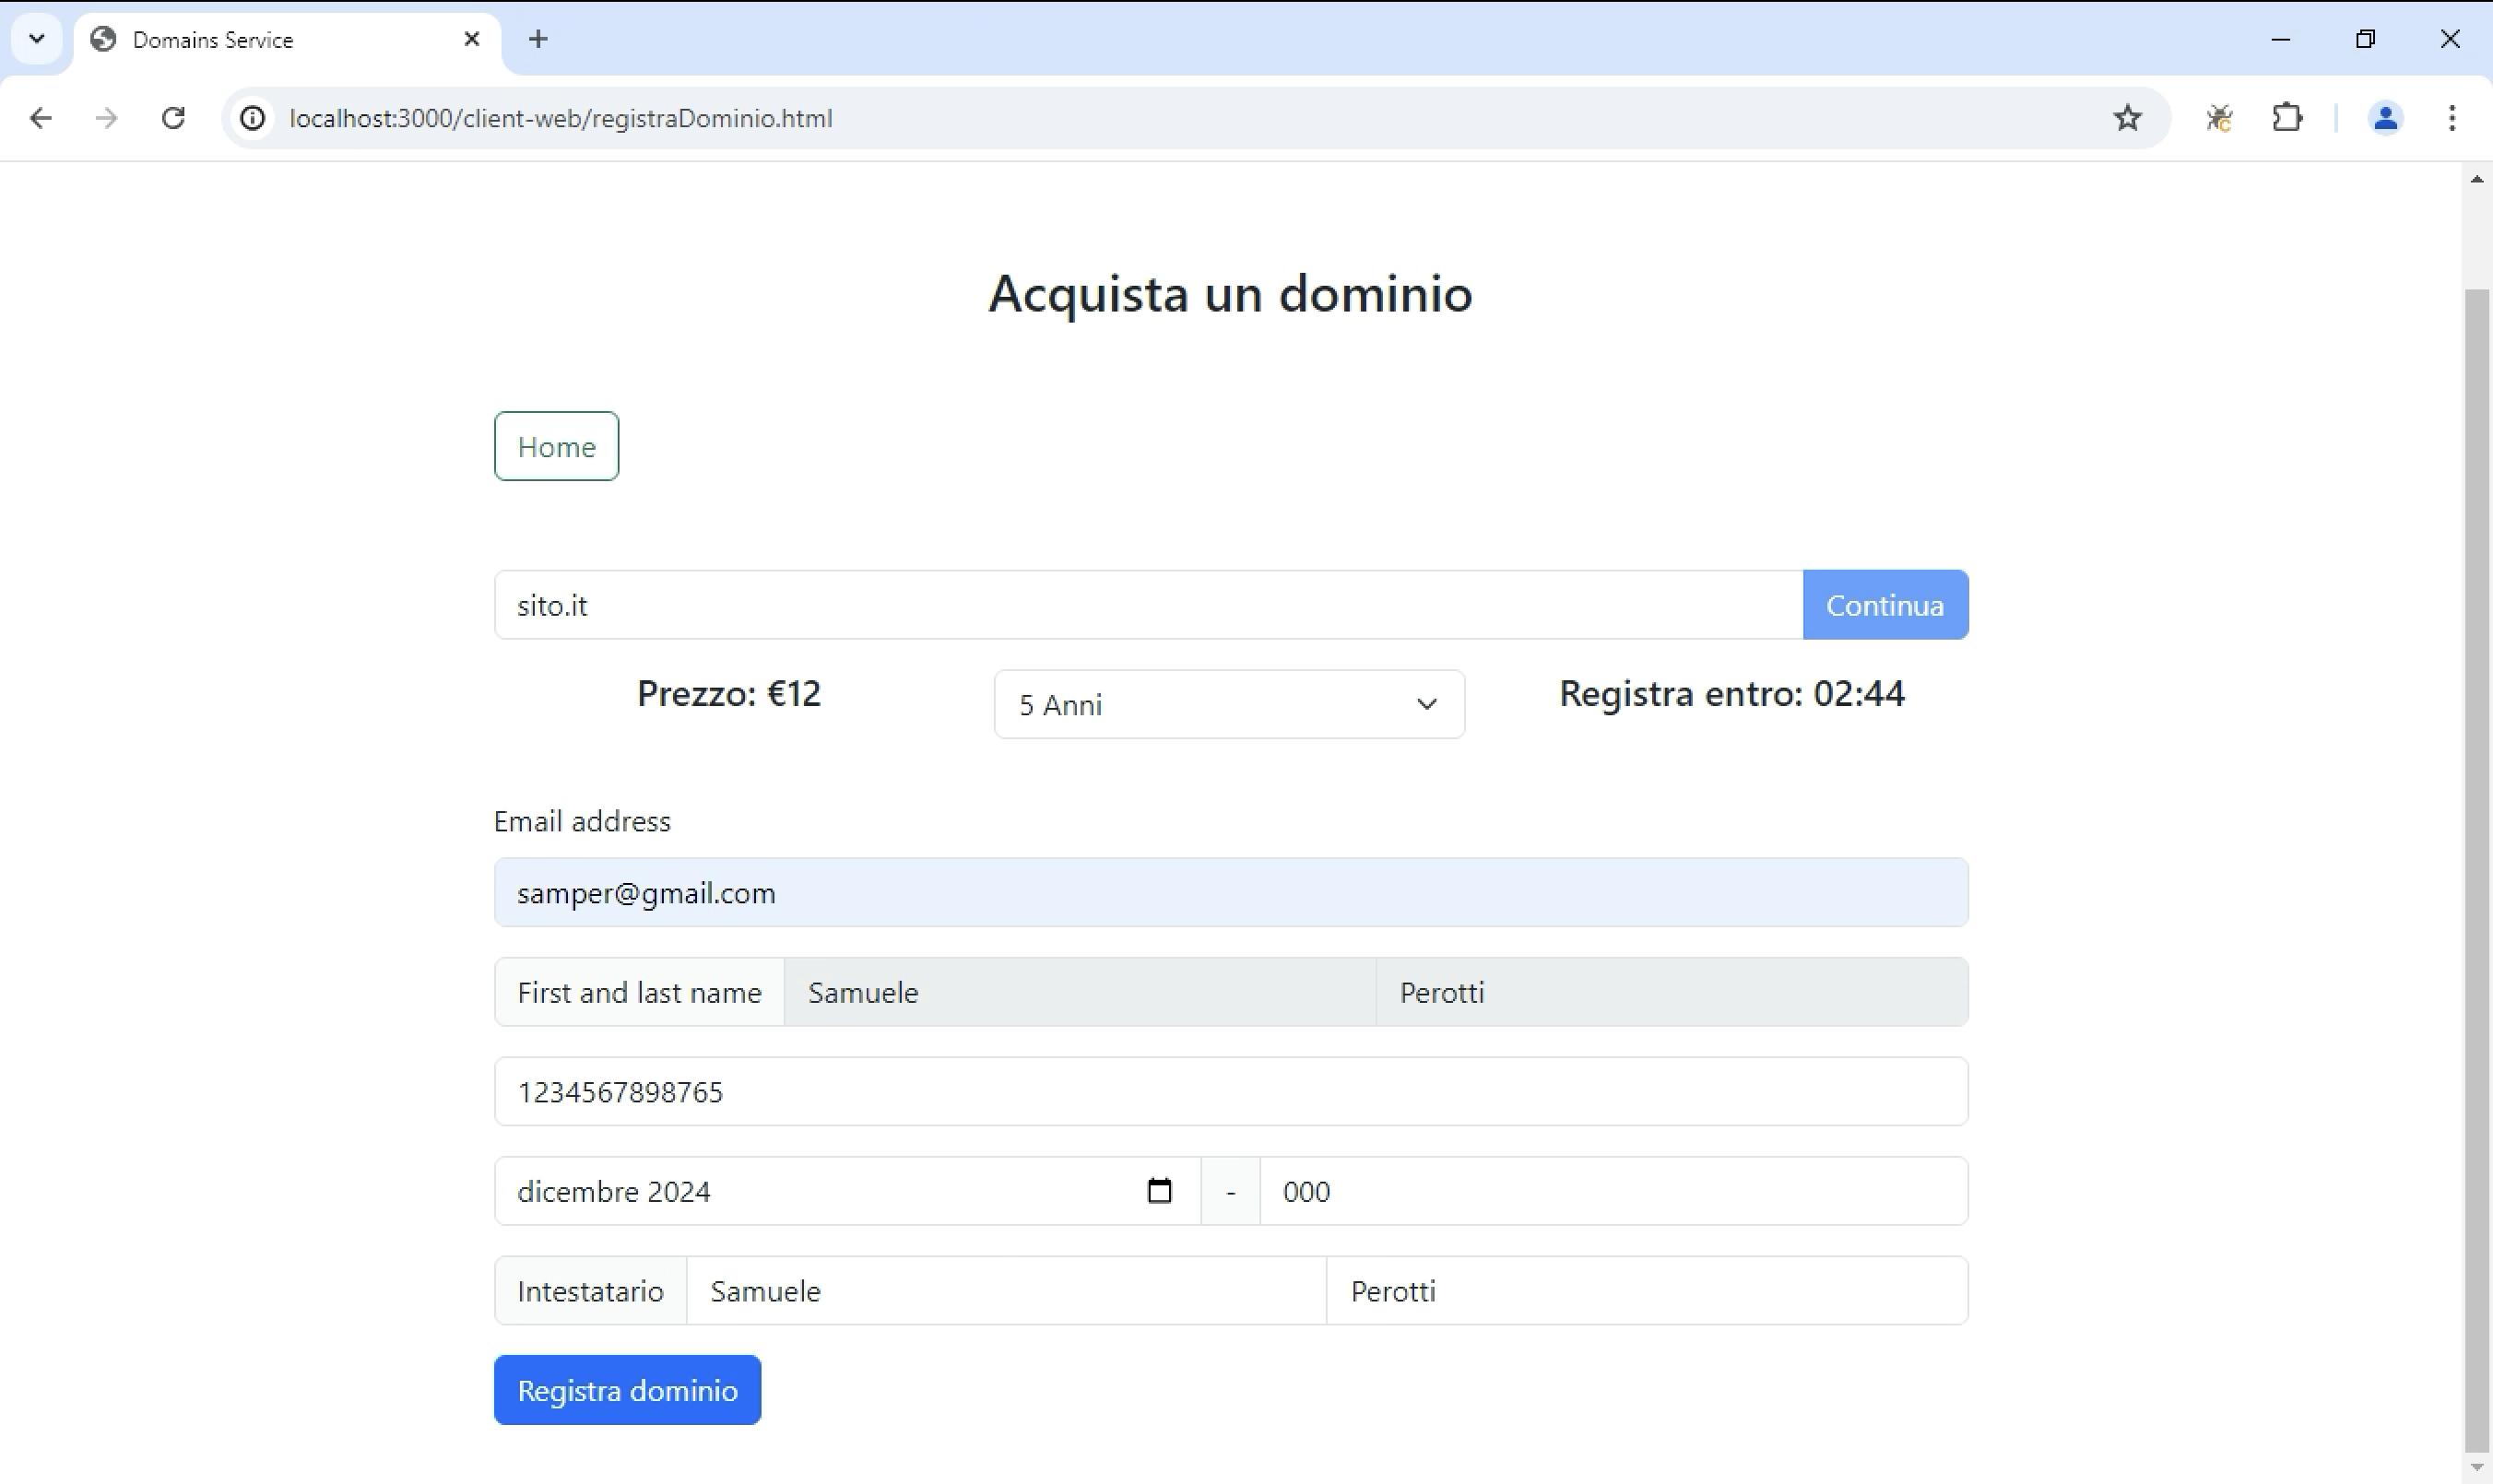 Domains Service
localhost:3000/client-web/registraDominio.html
Acquista un dominio
Home
sito.it Continua
Prezzo: €12 5 Anni Registra entro: 02:44
Email address
samper@gmail.com
First and last name Samuele Perotti
1234567898765
dicembre 2024 - 000
Intestatario Samuele Perotti
Registra dominio